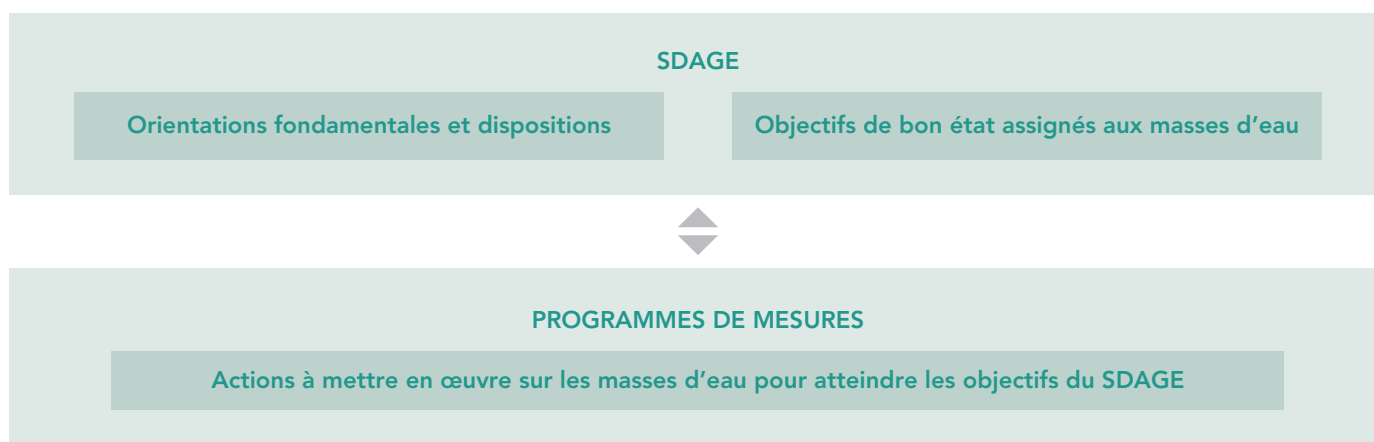 SDAGE
Orientations fondamentales et dispositions
Objectifs de bon état assignés aux masses d’eau
PROGRAMMES DE MESURES
Actions à mettre en œuvre sur les masses d’eau pour atteindre les objectifs du SDAGE